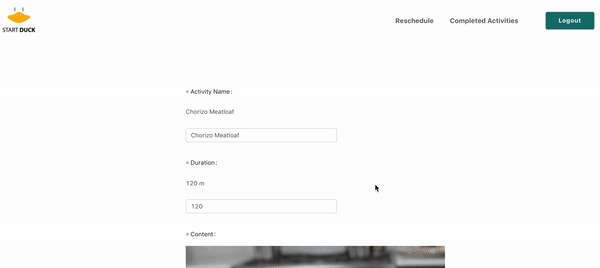 START DUCK
Reschedule
Completed Activities
Logout
* Activity Name:
Chorizo Meatloaf
Chorizo Meatloaf
* Duration:
120 m
120
* Content: